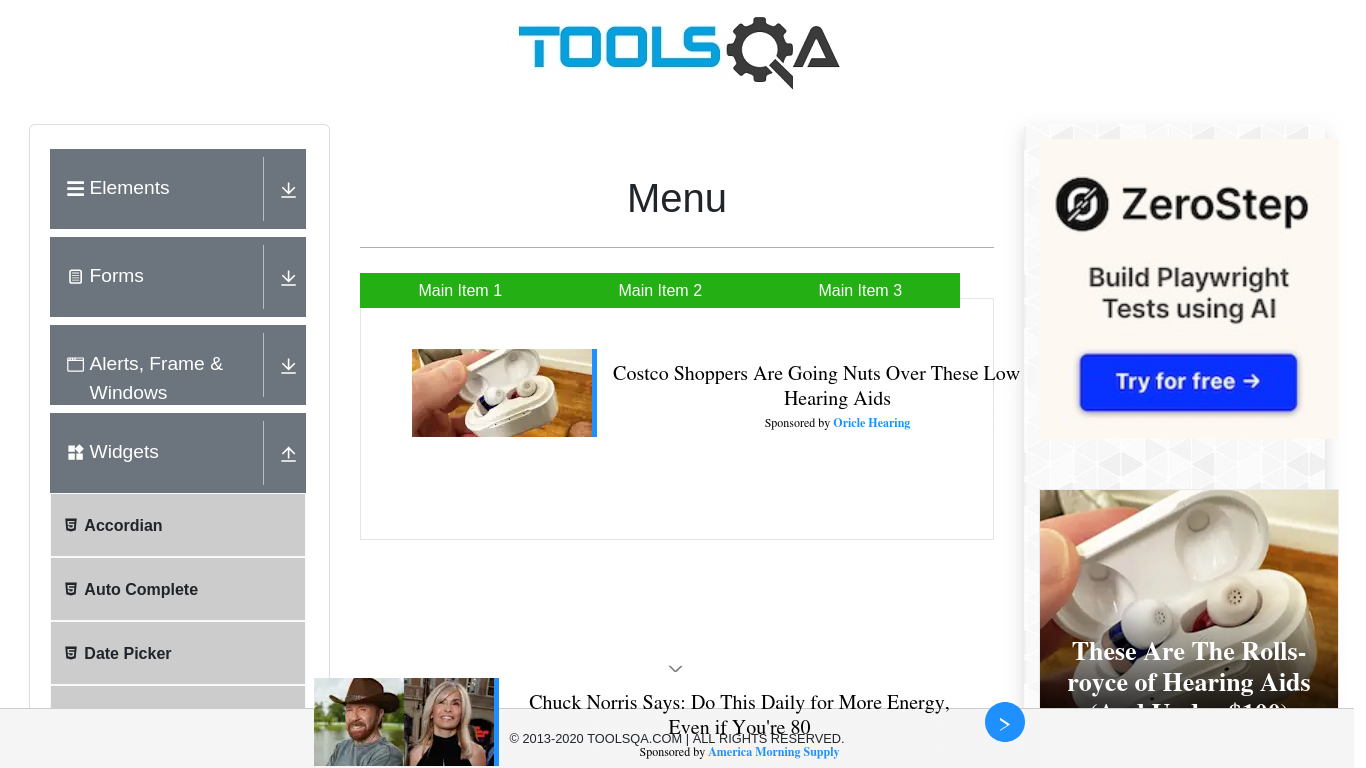 TOOLSQA
Elements
Forms
Alerts, Frame &
Windows
Widgets
Accordian
Auto Complete
Date Picker
Menu
Main Item 1
Main Item 2
Main Item 3
Costco Shoppers Are Going Nuts Over These Low
Hearing Aids
Sponsored by Oricle Hearing
ZeroStep
Build Playwright
Tests using AI
Try for free →
These Are The Rolls-
royce of Hearing Aids
(And Under $100)
Chuck Norris Says: Do This Daily for More Energy,
Even if You're 80
© 2013-2020 TOOLSQA.COM | ALL RIGHTS RESERVED.
Sponsored by America Morning Supply